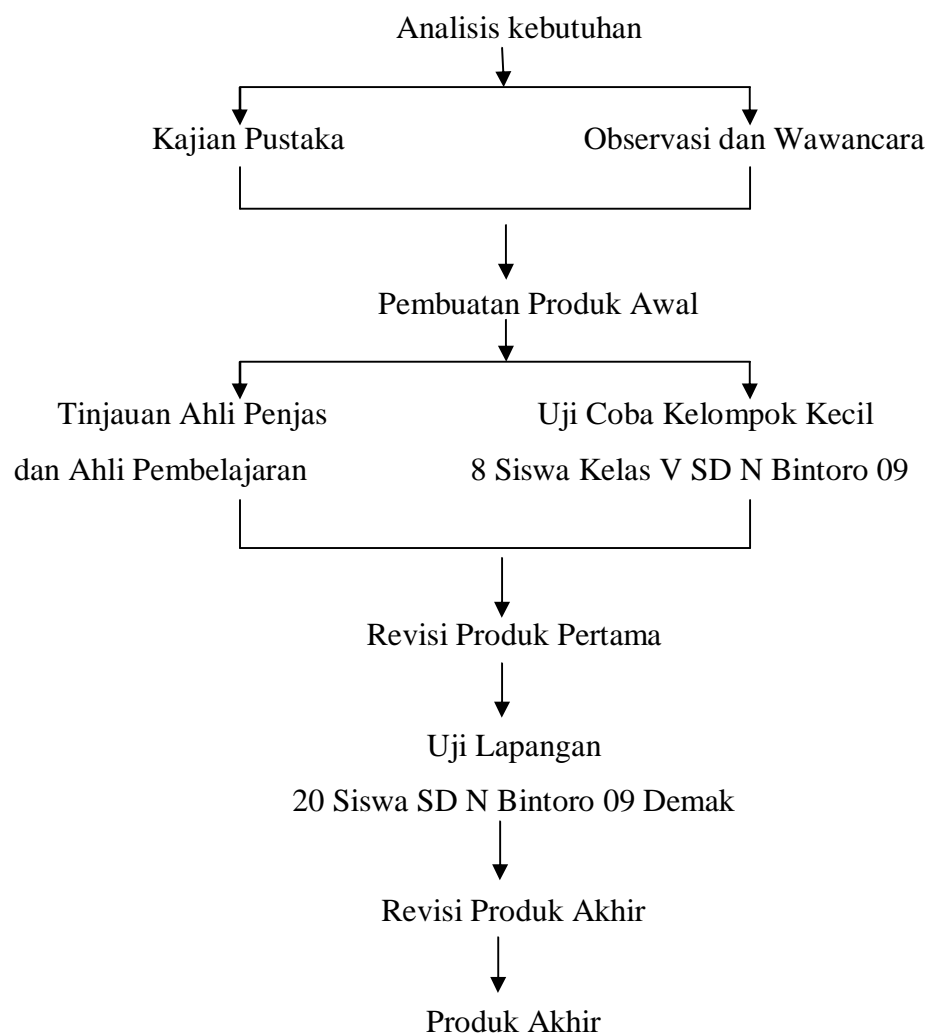 Analisis kebutuhan
Kajian Pustaka
Observasi dan Wawancara
Pembuatan Produk Awal
Tinjauan Ahli Penjas
dan Ahli Pembelajaran
Uji Coba Kelompok Kecil
8 Siswa Kelas V SD N Bintoro 09
Revisi Produk Pertama
Uji Lapangan
20 Siswa SD N Bintoro 09 Demak
Revisi Produk Akhir
Produk Akhir